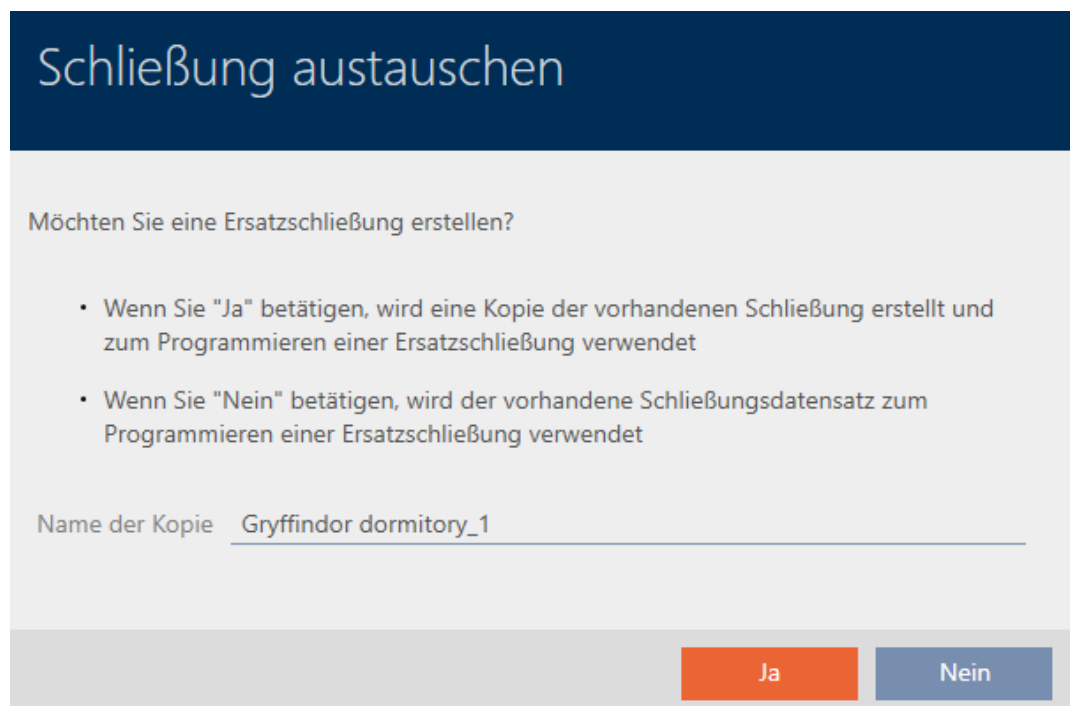 Schließung austauschen
Möchten Sie eine Ersatzschließung erstellen?
• Wenn Sie "Ja" betätigen, wird eine Kopie der vorhandenen Schließung erstellt und
zum Programmieren einer Ersatzschließung verwendet
• Wenn Sie "Nein" betätigen, wird der vorhandene Schließungsdatensatz zum
Programmieren einer Ersatzschließung verwendet
Name der Kopie Gryffindor dormitory_1
Ja Nein